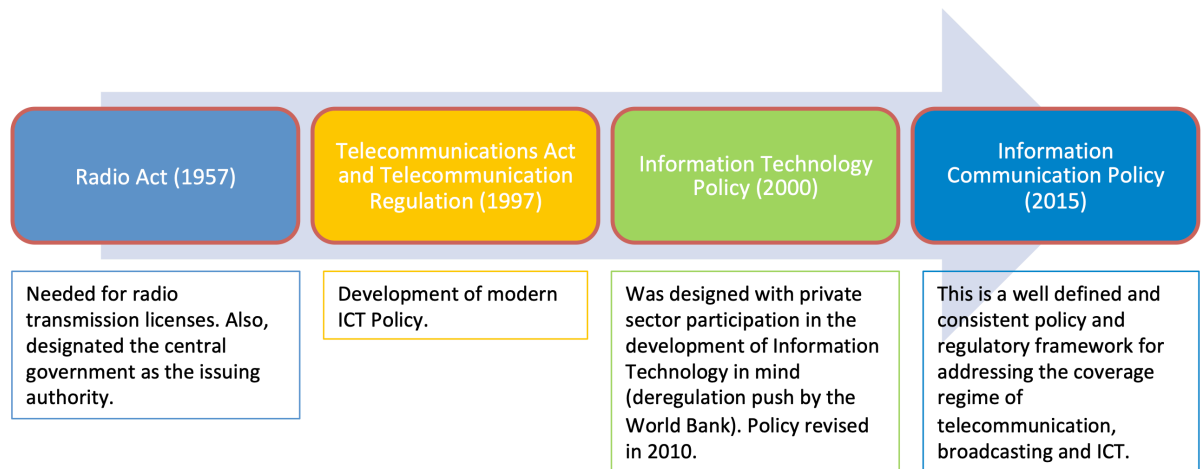 Radio Act (1957)
Telecommunications Act
and Telecommunication
Regulation (1997)
Information Technology
Policy (2000)
Information
Communication Policy
(2015)
Needed for radio
transmission licenses. Also,
designated the central
government as the issuing
authority.
Development of modern
ICT Policy.
Was designed with private
sector participation in the
development of Information
Technology in mind
(deregulation push by the
World Bank). Policy revised
in 2010.
This is a well defined and
consistent policy and
regulatory framework for
addressing the coverage
regime of
telecommunication,
broadcasting and ICT.